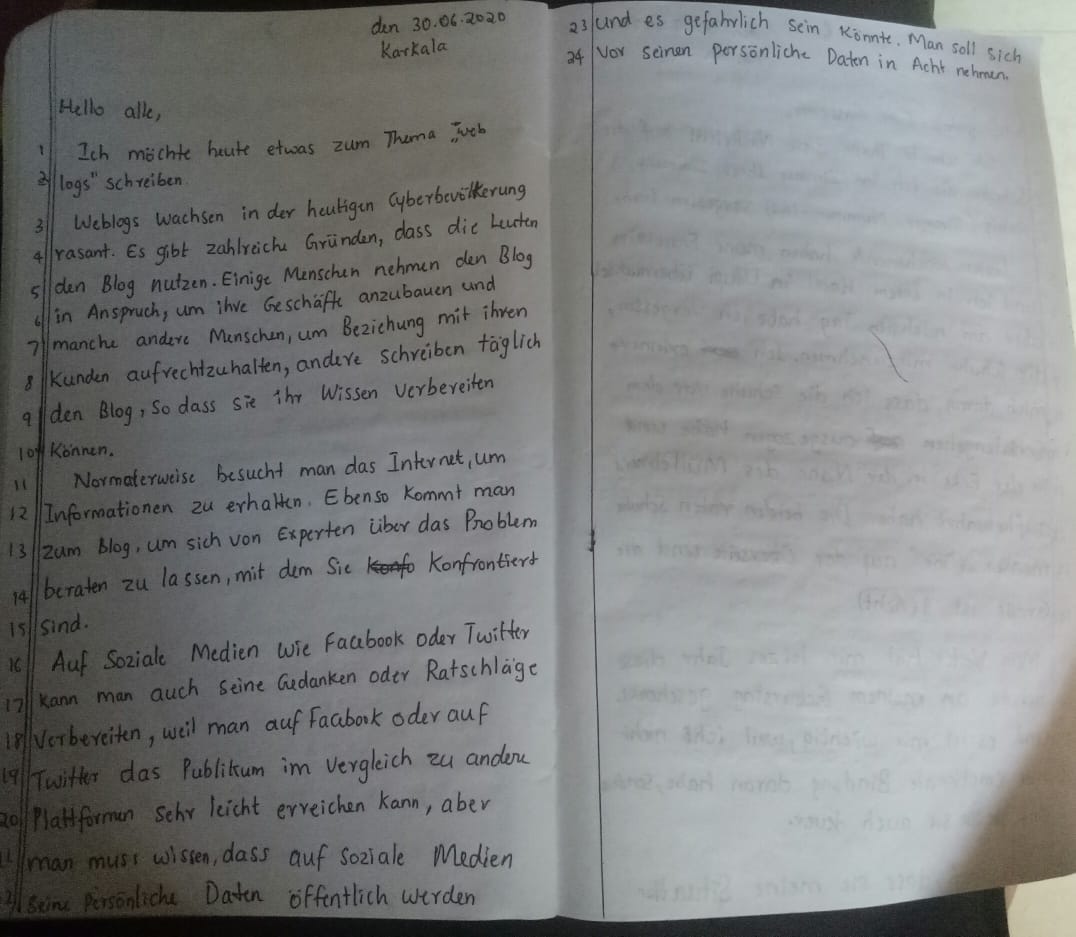 den 30.06.2020
Karkala
Hello alle,
1 Ich möchte heute etwas zum Thema „web
2 logs" schreiben.
3 Weblogs wachsen in der heutigen Cyberbevölkerung
4 rasant. Es gibt zahlreiche Gründen, dass die Leuten
5 den Blog nutzen. Einige Menschen nehmen den Blog
6 in Anspruch, um ihre Geschäfte anzubauen und
7 manche andere Menschen, um Beziehung mit ihren
8 Kunden aufrechtzuhalten, andere schreiben täglich
9 den Blog, so dass sie ihr Wissen verbereiten
10 Können.
11 Normalerweise besucht man das Internet, um
12 Informationen zu erhalten. Ebenso kommt man
13 zum Blog, um sich von Experten über das Problem
14 beraten zu lassen, mit dem Sie Konfo Konfrontiert
15 Sind.
16 Auf Soziale Medien wie Facebook oder Twitter
17 kann man auch seine Gedanken oder Ratschläge
18 Verbereiten, weil man auf Facebook oder auf
19 Twitter das Publikum im Vergleich zu andere
20 Plattformen sehr leicht erreichen kann, aber
man muss wissen, dass auf soziale Medien
seine persönliche Daten öffentlich werden
23 und es gefahrlich sein könnte. Man soll sich
24 Vor seinen persönliche Daten in Acht nehmen.